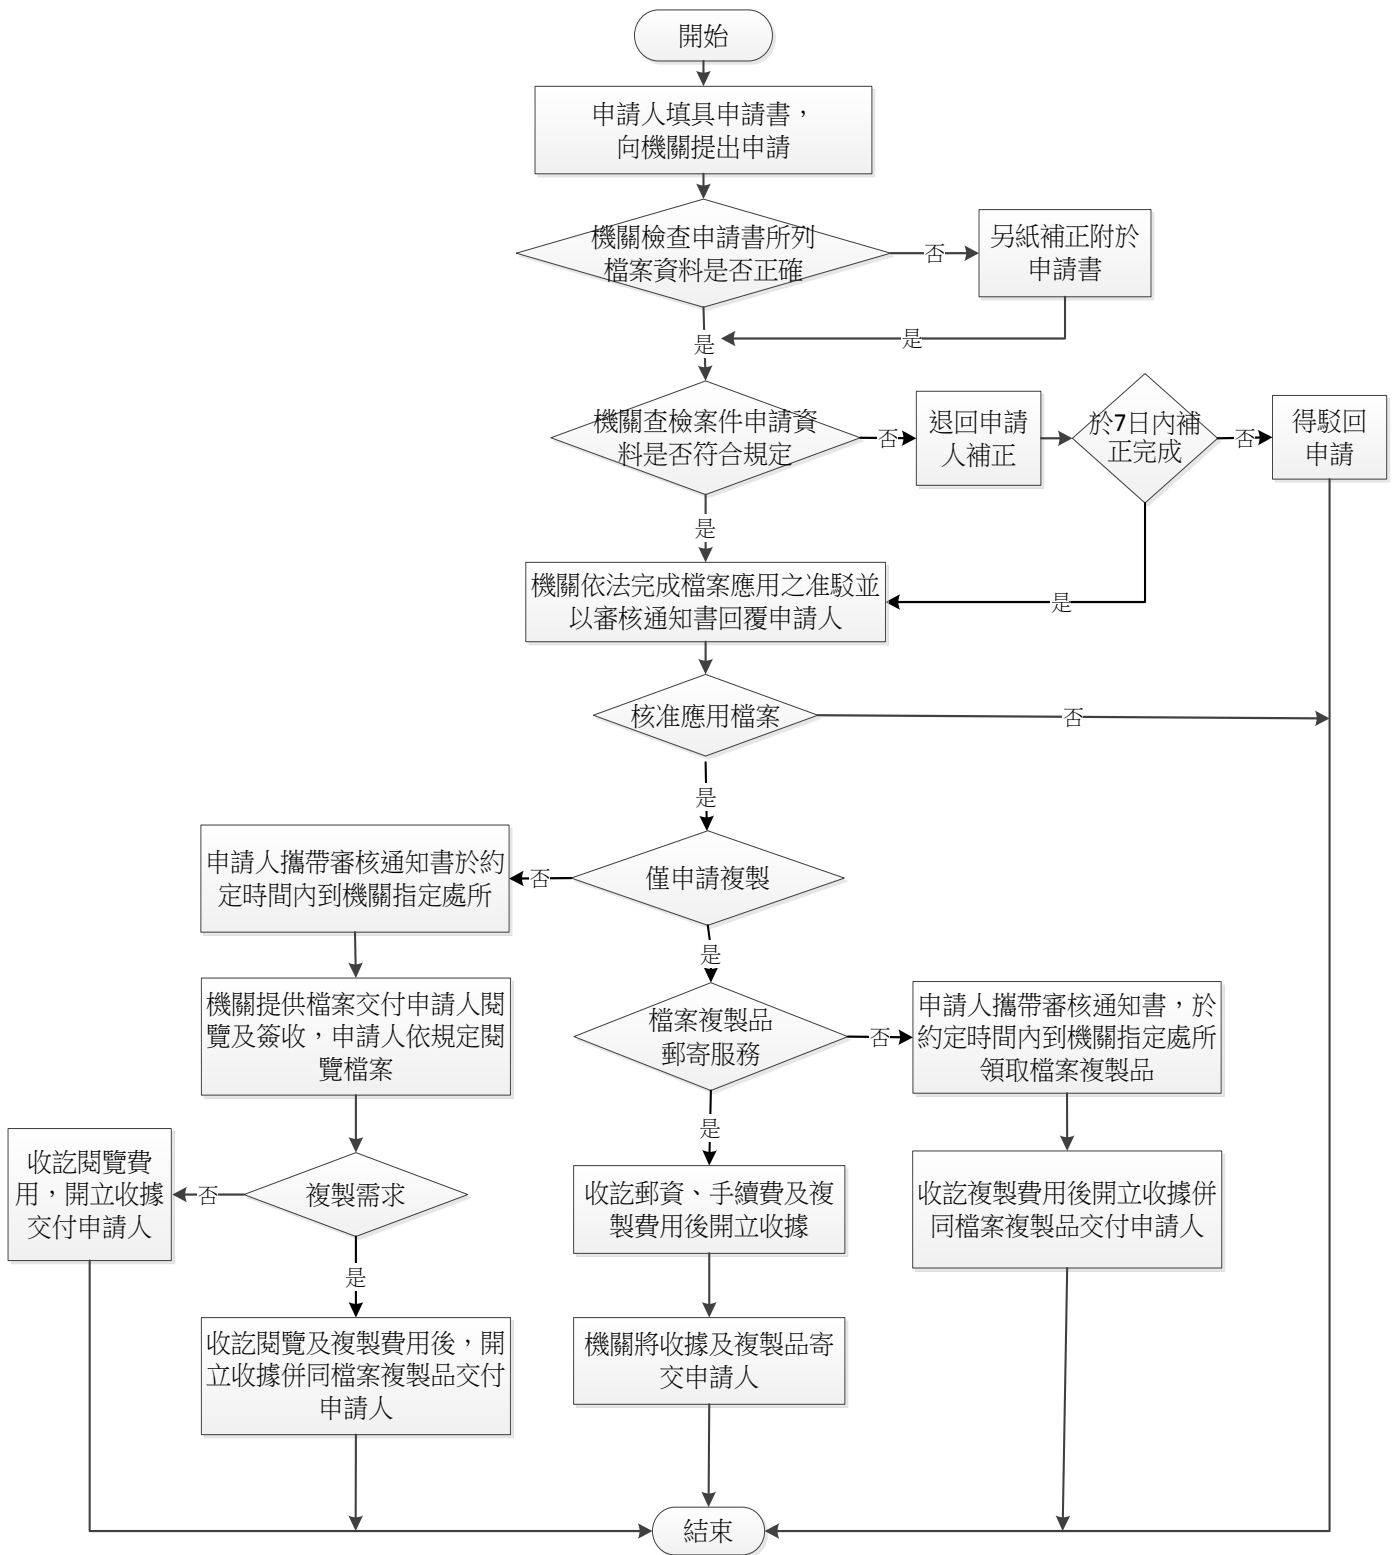 開始
申請人填具申請書，
向機關提出申請
機關檢查申請書所列
檔案資料是否正確
否
另紙補正附於
申請書
是
是
機關查檢案件申請資
料是否符合規定
否
退回申請
人補正
於7日內補
正完成
否
得駁回
申請
是
機關依法完成檔案應用之准駁並
以審核通知書回覆申請人
是
核准應用檔案
否
是
僅申請複製
否
申請人攜帶審核通知書於約
定時間內到機關指定處所
是
機關提供檔案交付申請人閱
覽及簽收，申請人依規定閱
覽檔案
檔案複製品
郵寄服務
否
申請人攜帶審核通知書，於
約定時間內到機關指定處所
領取檔案複製品
是
複製需求
否
收訖閱覽費
用，開立收據
交付申請人
收訖郵資、手續費及複
製費用後開立收據
收訖複製費用後開立收據併
同檔案複製品交付申請人
是
收訖閱覽及複製費用後，開
立收據併同檔案複製品交付
申請人
機關將收據及複製品寄
交申請人
結束